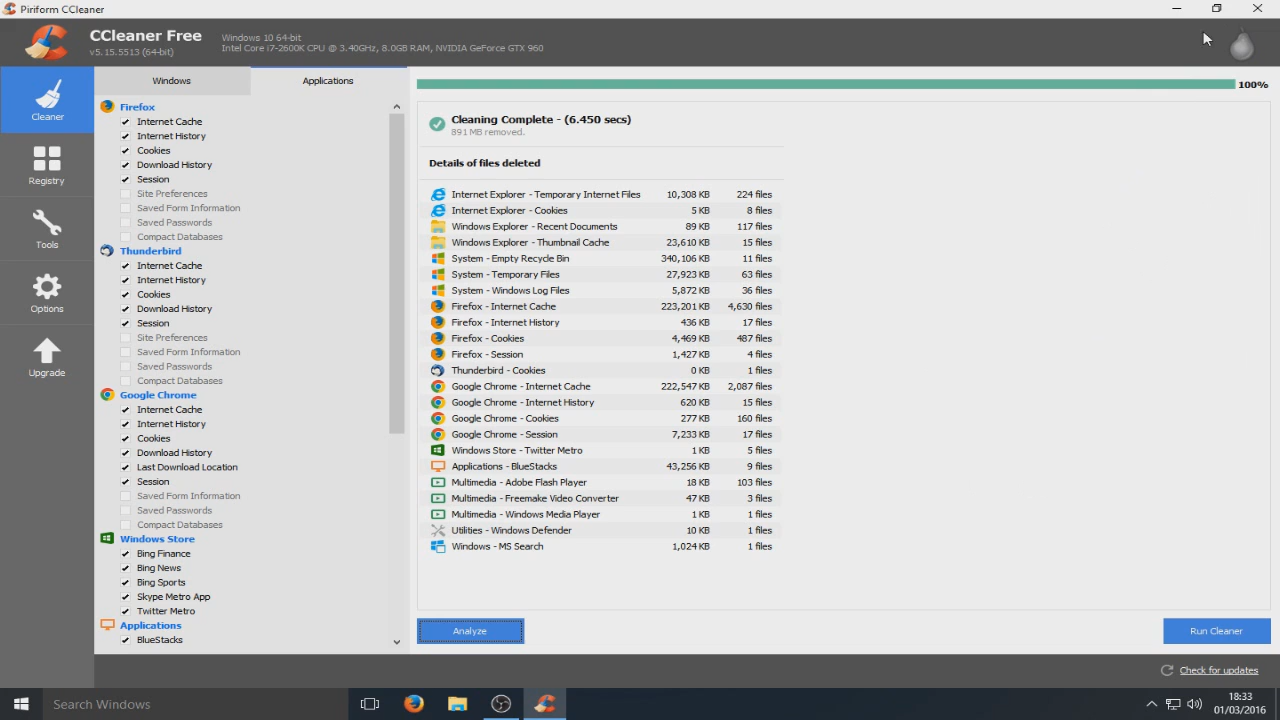 Piriform CCleaner
CCleaner Free
v5.15.5513 (64-bit)
Windows 10 64-bit
Intel Core i7-2600K CPU @ 3.40GHz, 8.0GB RAM, NVIDIA GeForce GTX 960
Cleaner
Registry
Tools
Options
Upgrade
Windows
Applications
Firefox
Internet Cache
Internet History
Cookies
Download History
Session
Site Preferences
Saved Form Information
Saved Passwords
Compact Databases
Thunderbird
Internet Cache
Internet History
Cookies
Download History
Session
Site Preferences
Saved Form Information
Saved Passwords
Compact Databases
Google Chrome
Internet Cache
Internet History
Cookies
Download History
Last Download Location
Session
Saved Form Information
Saved Passwords
Compact Databases
Windows Store
Bing Finance
Bing News
Bing Sports
Skype Metro App
Twitter Metro
Applications
BlueStacks
100%
Cleaning Complete - (6.450 secs)
891 MB removed.
Details of files deleted
Internet Explorer - Temporary Internet Files 10,308 KB 224 files
Internet Explorer - Cookies 5 KB 8 files
Windows Explorer - Recent Documents 89 KB 117 files
Windows Explorer - Thumbnail Cache 23,610 KB 15 files
System - Empty Recycle Bin 340,106 KB 11 files
System - Temporary Files 27,923 KB 63 files
System - Windows Log Files 5,872 KB 36 files
Firefox - Internet Cache 223,201 KB 4,630 files
Firefox - Internet History 436 KB 17 files
Firefox - Cookies 4,469 KB 487 files
Firefox - Session 1,427 KB 4 files
Thunderbird - Cookies 0 KB 1 files
Google Chrome - Internet Cache 222,547 KB 2,087 files
Google Chrome - Internet History 620 KB 15 files
Google Chrome - Cookies 277 KB 160 files
Google Chrome - Session 7,233 KB 17 files
Windows Store - Twitter Metro 1 KB 5 files
Applications - BlueStacks 43,256 KB 9 files
Multimedia - Adobe Flash Player 18 KB 103 files
Multimedia - Freemake Video Converter 47 KB 3 files
Multimedia - Windows Media Player 1 KB 1 files
Utilities - Windows Defender 10 KB 1 files
Windows - MS Search 1,024 KB 1 files
Analyze
Run Cleaner
Check for updates
Search Windows
18:33
01/03/2016